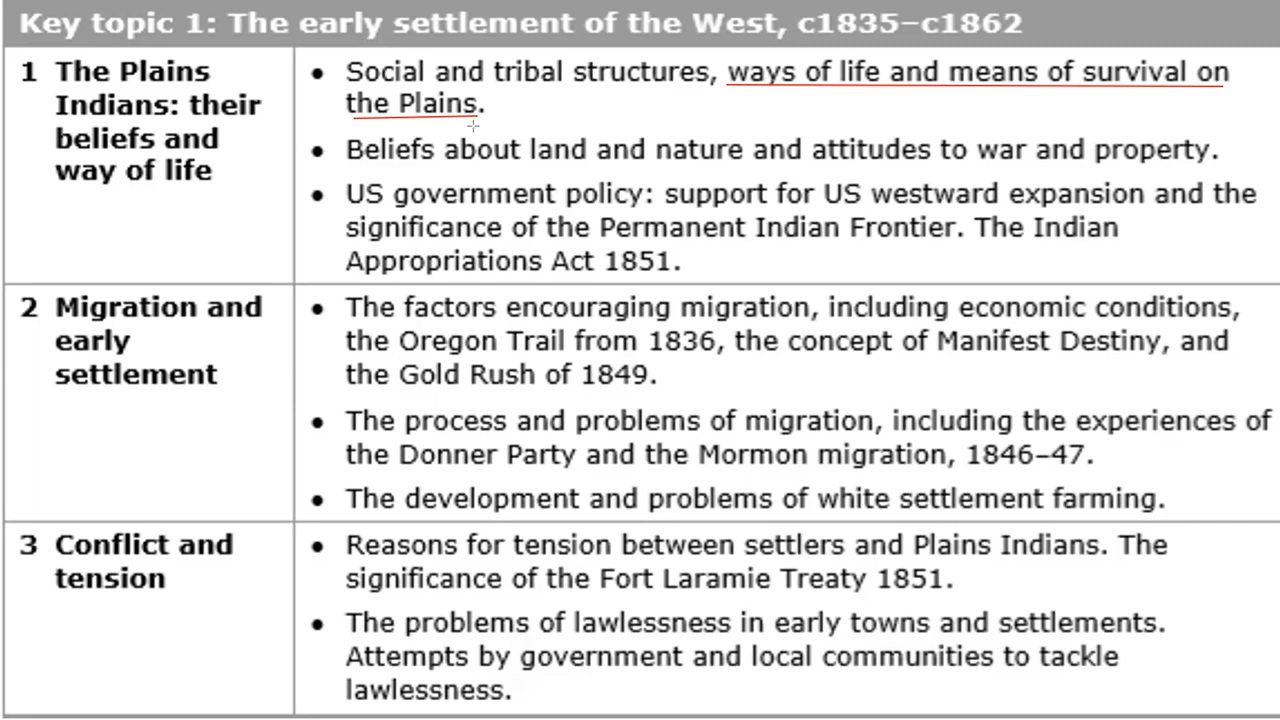 Key topic 1: The early settlement of the West, c1835–c1862
1 The Plains
Indians: their
beliefs and
way of life
• Social and tribal structures, ways of life and means of survival on
the Plains.
• Beliefs about land and nature and attitudes to war and property.
• US government policy: support for US westward expansion and the
significance of the Permanent Indian Frontier. The Indian
Appropriations Act 1851.
2 Migration and
early
settlement
• The factors encouraging migration, including economic conditions,
the Oregon Trail from 1836, the concept of Manifest Destiny, and
the Gold Rush of 1849.
• The process and problems of migration, including the experiences of
the Donner Party and the Mormon migration, 1846–47.
• The development and problems of white settlement farming.
3 Conflict and
tension
• Reasons for tension between settlers and Plains Indians. The
significance of the Fort Laramie Treaty 1851.
• The problems of lawlessness in early towns and settlements.
Attempts by government and local communities to tackle
lawlessness.